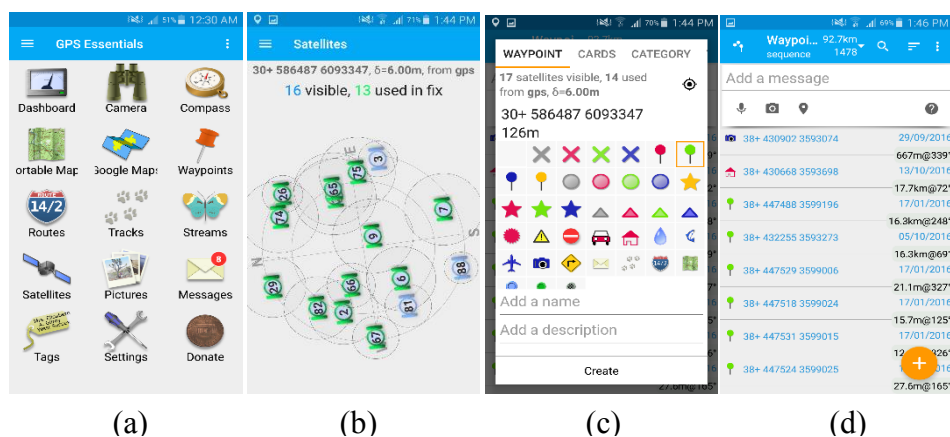 51% 12:30 AM
GPS Essentials
Dashboard Camera Compass
ortable Map Google Maps Waypoints
ROUTE
14/2
Routes Tracks Streams
8
Satellites Pictures Messages
Tags Settings Donate
(a)
71% 1:44 PM
Satellites
30+ 586487 6093347, δ=6.00m, from gps
16 visible, 13 used in fix
E
3
75
26
65
74
7
9
S
N
88
6
29
66
81
82
2
67
(b)
70% 1:44 PM
WAYPOINT CARDS CATEGORY
17 satellites visible, 14 used
from gps, δ=6.00m
30+ 586487 6093347
126m
14/2
Add a name
Add a description
Create
27.6m@165°
(c)
69% 1:46 PM
Waypoi... 92.7km
sequence 1478
Add a message
38+ 430902 3593074 29/09/2016
667m@339°
38+ 430668 3593698 13/10/2016
17.7km@72°
38+ 447488 3599196 17/01/2016
16.3km@248°
38+ 432255 3593273 05/10/2016
16.3km@69°
38+ 447529 3599006 17/01/2016
21.1m@327°
38+ 447518 3599024 17/01/2016
15.7m@125°
38+ 447531 3599015 17/01/2016
38+ 447524 3599025
27.6m@165°
(d)